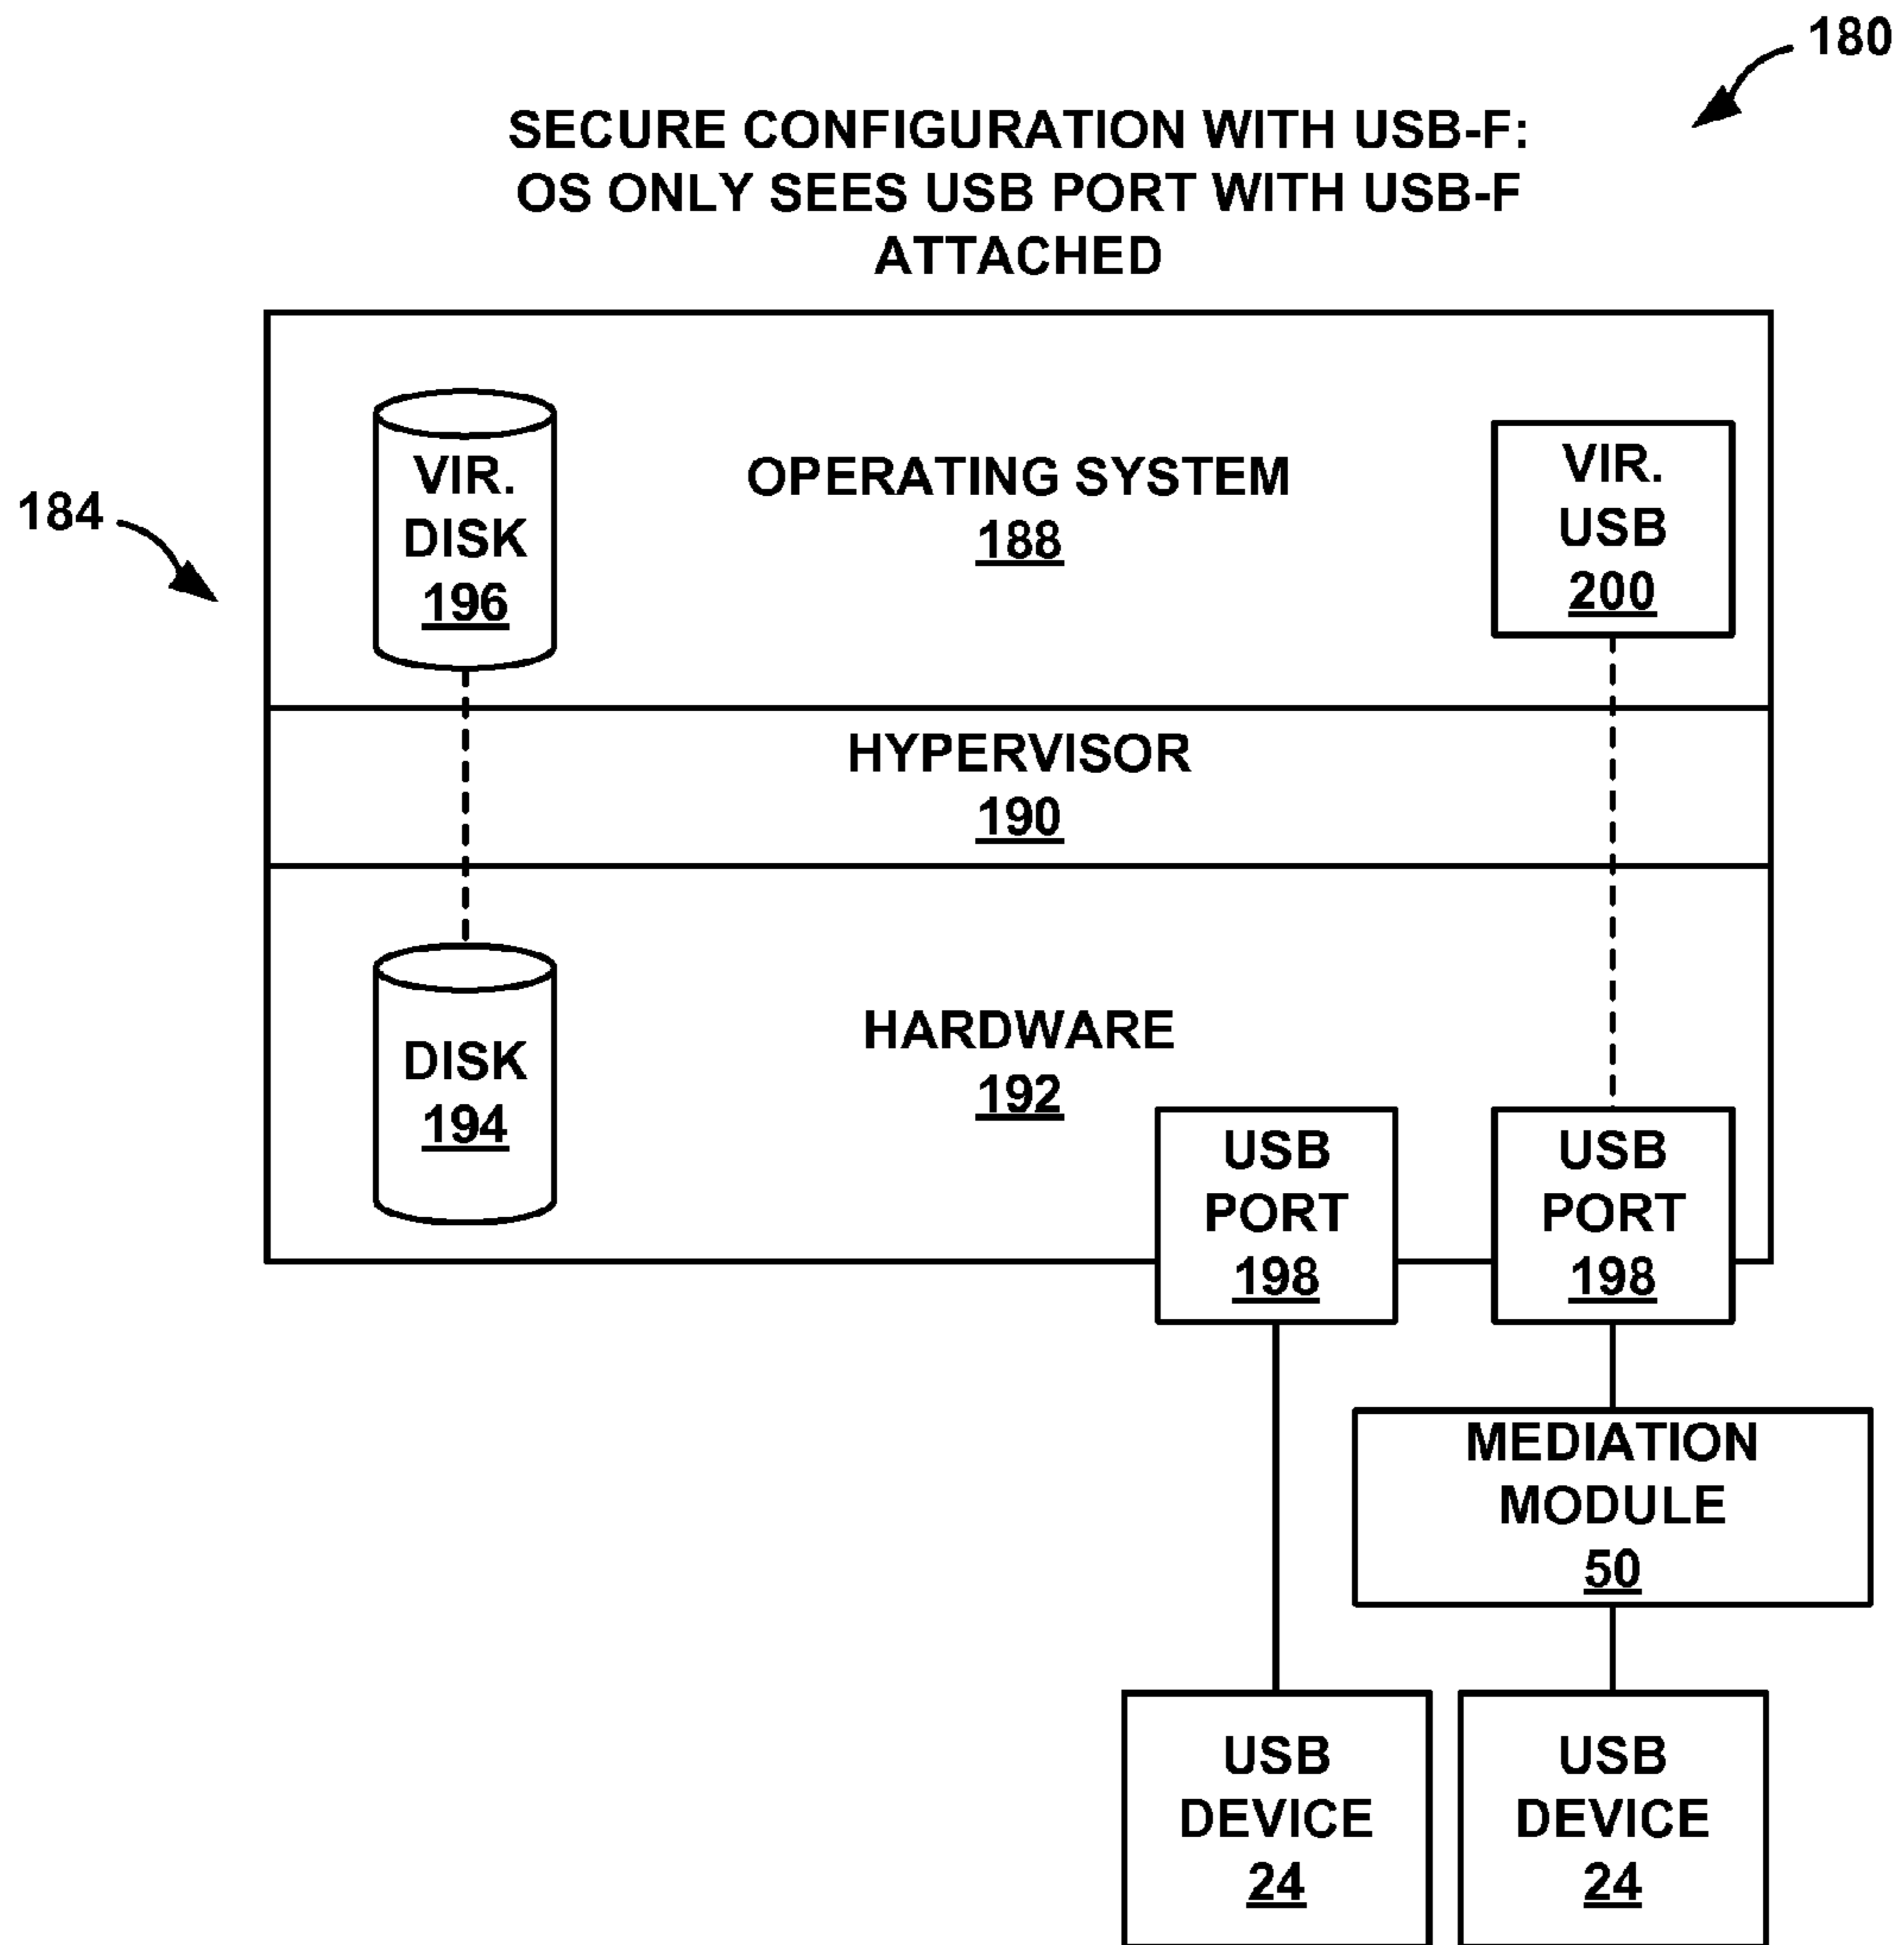 180
SECURE CONFIGURATION WITH USB-F:
OS ONLY SEES USB PORT WITH USB-F
ATTACHED
184
VIR.
DISK
196
OPERATING SYSTEM
188
VIR.
USB
200
HYPERVISOR
190
HARDWARE
192
DISK
194
USB
PORT
198
USB
PORT
198
MEDIATION
MODULE
50
USB
DEVICE
24
USB
DEVICE
24